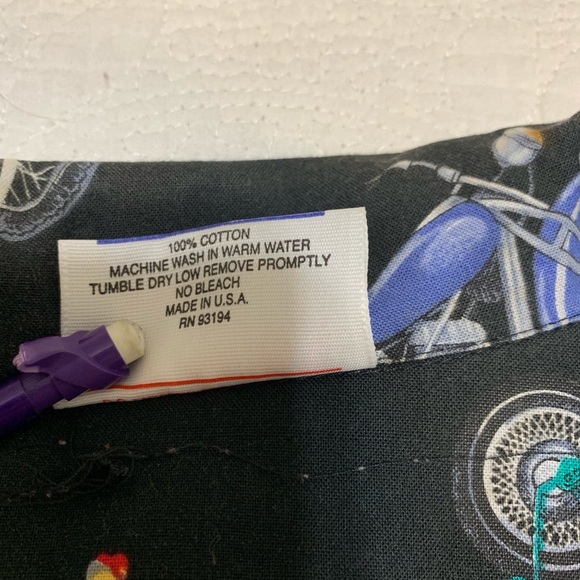 100% COTTON
MACHINE WASH IN WARM WATER
TUMBLE DRY LOW REMOVE PROMPTLY
NO BLEACH
MADE IN U.S.A.
RN 93194